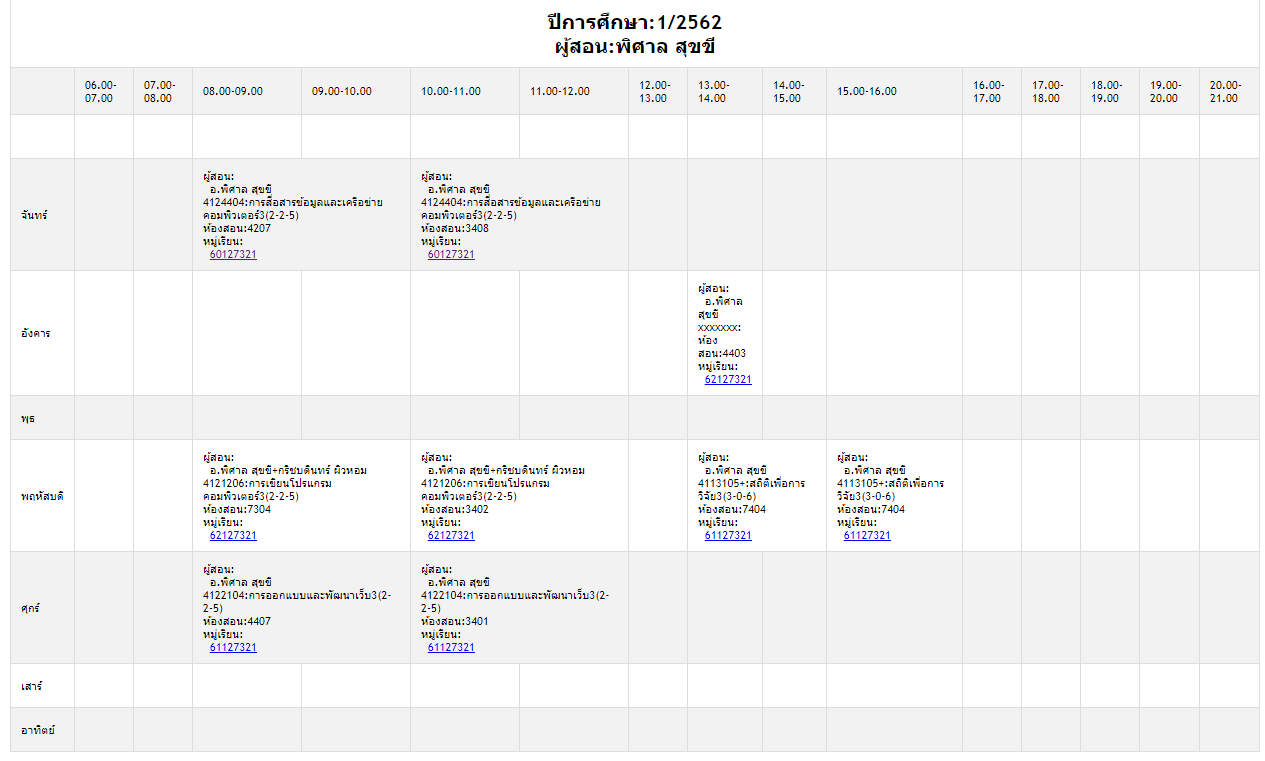 ปีการศึกษา:1/2562
ผู้สอน:พิศาล สุขขี
06.00-07.00 07.00-08.00 08.00-09.00 09.00-10.00 10.00-11.00 11.00-12.00 12.00-13.00 13.00-14.00 14.00-15.00 15.00-16.00 16.00-17.00 17.00-18.00 18.00-19.00 19.00-20.00 20.00-21.00
จันทร์
ผู้สอน:
อ.พิศาล สุขขี
4124404:การสื่อสารข้อมูลและเครือข่าย
คอมพิวเตอร์3(2-2-5)
ห้องสอน:4207
หมู่เรียน:
60127321
ผู้สอน:
อ.พิศาล สุขขี
4124404:การสื่อสารข้อมูลและเครือข่าย
คอมพิวเตอร์3(2-2-5)
ห้องสอน:3408
หมู่เรียน:
60127321
อังคาร
ผู้สอน:
อ.พิศาล
สุขขี
xxxxxxx:
ห้อง
สอน:4403
หมู่เรียน:
62127321
พุธ
พฤหัสบดี
ผู้สอน:
อ.พิศาล สุขขี+กริชบดินทร์ ผิวหอม
4121206:การเขียนโปรแกรม
คอมพิวเตอร์3(2-2-5)
ห้องสอน:7304
หมู่เรียน:
62127321
ผู้สอน:
อ.พิศาล สุขขี+กริชบดินทร์ ผิวหอม
4121206:การเขียนโปรแกรม
คอมพิวเตอร์3(2-2-5)
ห้องสอน:3402
หมู่เรียน:
62127321
ผู้สอน:
อ.พิศาล สุขขี
4113105+:สถิติเพื่อการ
วิจัย3(3-0-6)
ห้องสอน:7404
หมู่เรียน:
61127321
ผู้สอน:
อ.พิศาล สุขขี
4113105+:สถิติเพื่อการ
วิจัย3(3-0-6)
ห้องสอน:7404
หมู่เรียน:
61127321
ศุกร์
ผู้สอน:
อ.พิศาล สุขขี
4122104:การออกแบบและพัฒนาเว็บ3(2-
2-5)
ห้องสอน:4407
หมู่เรียน:
61127321
ผู้สอน:
อ.พิศาล สุขขี
4122104:การออกแบบและพัฒนาเว็บ3(2-
2-5)
ห้องสอน:3401
หมู่เรียน:
61127321
เสาร์
อาทิตย์